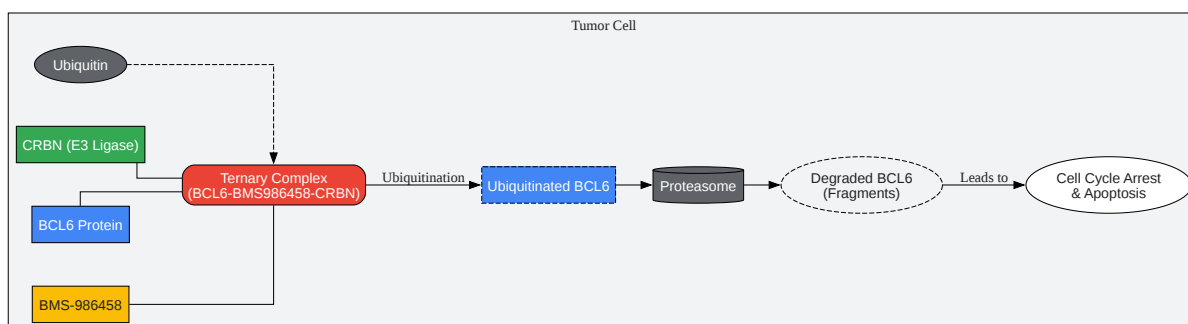 Tumor Cell
Ubiquitin
CRBN (E3 Ligase)
Ternary Complex
(BCL6-BMS986458-CRBN)
BCL6 Protein
BMS-986458
Ubiquitination
Ubiquitinated BCL6
Proteasome
Degraded BCL6
(Fragments)
Leads to
Cell Cycle Arrest
& Apoptosis